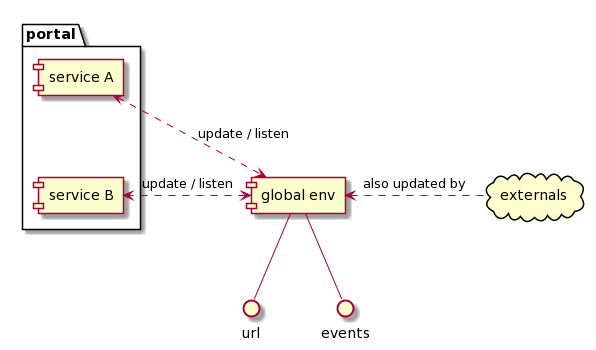 portal
service A
update / listen
service B
update / listen
global env
also updated by
externals
url
events